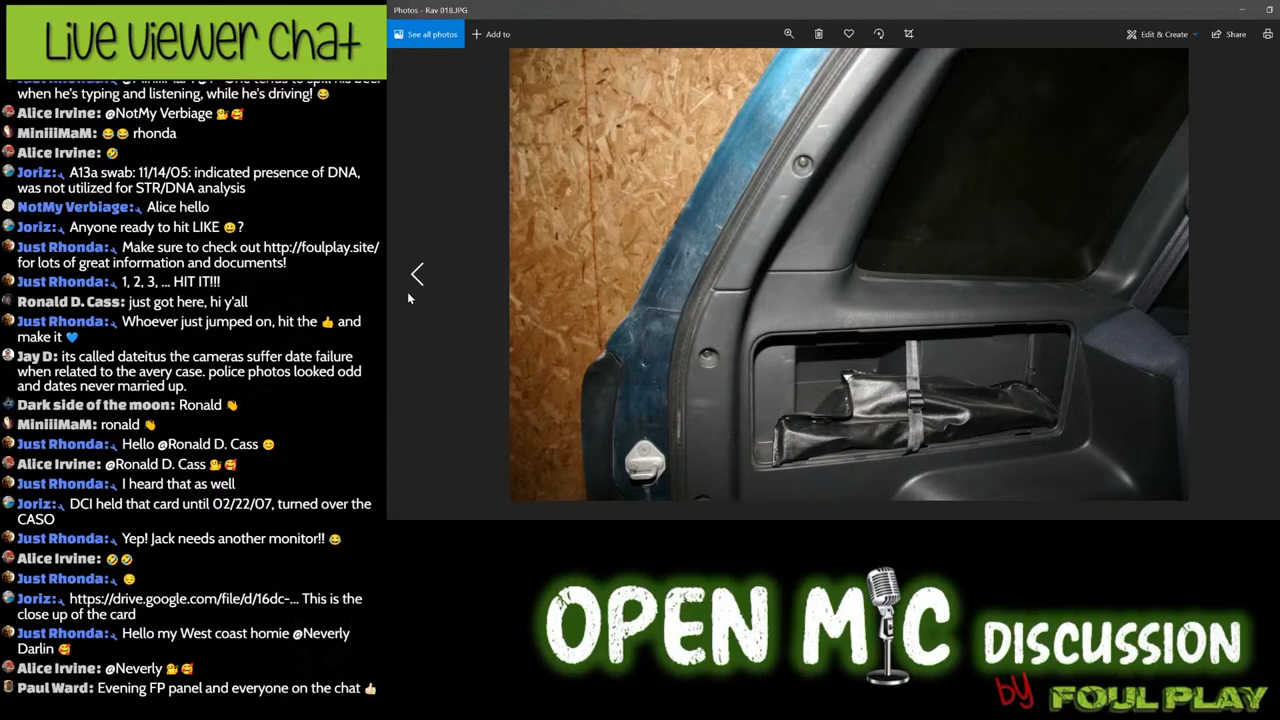 Live viewer chat
when he's typing and listening, while he's driving! 😂
Alice Irvine: @NotMy Verbiage 💁🥰
MiniiiMaM: 😂😂 rhonda
Alice Irvine: 🤣
Joriz: A13a swab: 11/14/05: indicated presence of DNA,
was not utilized for STR/DNA analysis
NotMy Verbiage: Alice hello
Joriz: Anyone ready to hit LIKE 😀?
Just Rhonda: Make sure to check out http://foulplay.site/
for lots of great information and documents!
Just Rhonda: 1, 2, 3, ... HIT IT!!!
Ronald D. Cass: just got here, hi y'all
Just Rhonda: Whoever just jumped on, hit the 👍 and
make it 💙
Jay D: its called dateitus the cameras suffer date failure
when related to the avery case. police photos looked odd
and dates never married up.
Dark side of the moon: Ronald 👋
MiniiiMaM: ronald 👋
Just Rhonda: Hello @Ronald D. Cass 😊
Alice Irvine: @Ronald D. Cass 💁🥰
Just Rhonda: I heard that as well
Joriz: DCI held that card until 02/22/07, turned over the
CASO
Just Rhonda: Yep! Jack needs another monitor!! 😂
Alice Irvine: 🤣🤣
Just Rhonda: 😔
Joriz: https://drive.google.com/file/d/16dc-... This is the
close up of the card
Just Rhonda: Hello my West coast homie @Neverly
Darlin 🥰
Alice Irvine: @Neverly 💁🥰
Paul Ward: Evening FP panel and everyone on the chat 👍🏻
Photos - Rav 018.JPG
See all photos
Add to
Edit & Create
Share
OPEN MIC DISCUSSION
by FOUL PLAY